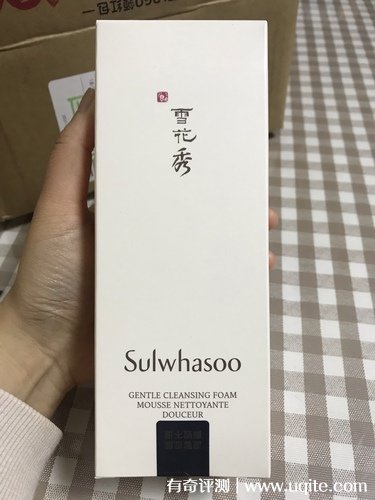 雪
花
秀
Sulwhasoo
GENTLE CLEANSING FOAM
MOUSSE NETTOYANTE
DOUCEUR
有奇评测 | www.uqite.com